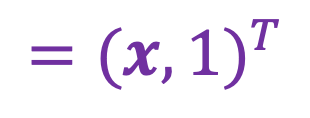 = (x, 1)^T